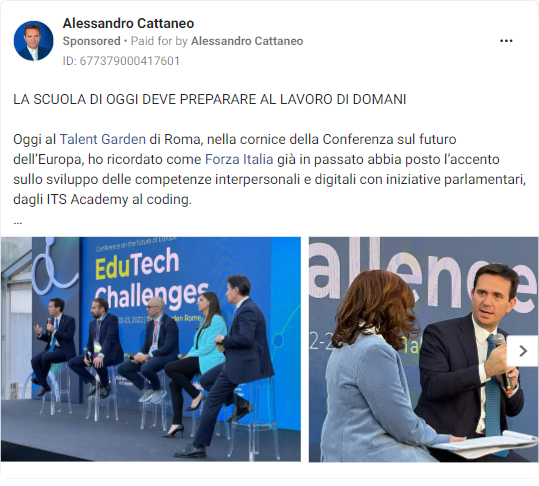 Alessandro Cattaneo
Sponsored • Paid for by Alessandro Cattaneo
ID: 677379000417601
LA SCUOLA DI OGGI DEVE PREPARARE AL LAVORO DI DOMANI
Oggi al Talent Garden di Roma, nella cornice della Conferenza sul futuro
dell'Europa, ho ricordato come Forza Italia già in passato abbia posto l'accento
sullo sviluppo delle competenze interpersonali e digitali con iniziative parlamentari,
dagli ITS Academy al coding.
...
Conference on the future of Europe
EduTech
Challenges
22-23, 2022 |
Rome
allenge
2-2